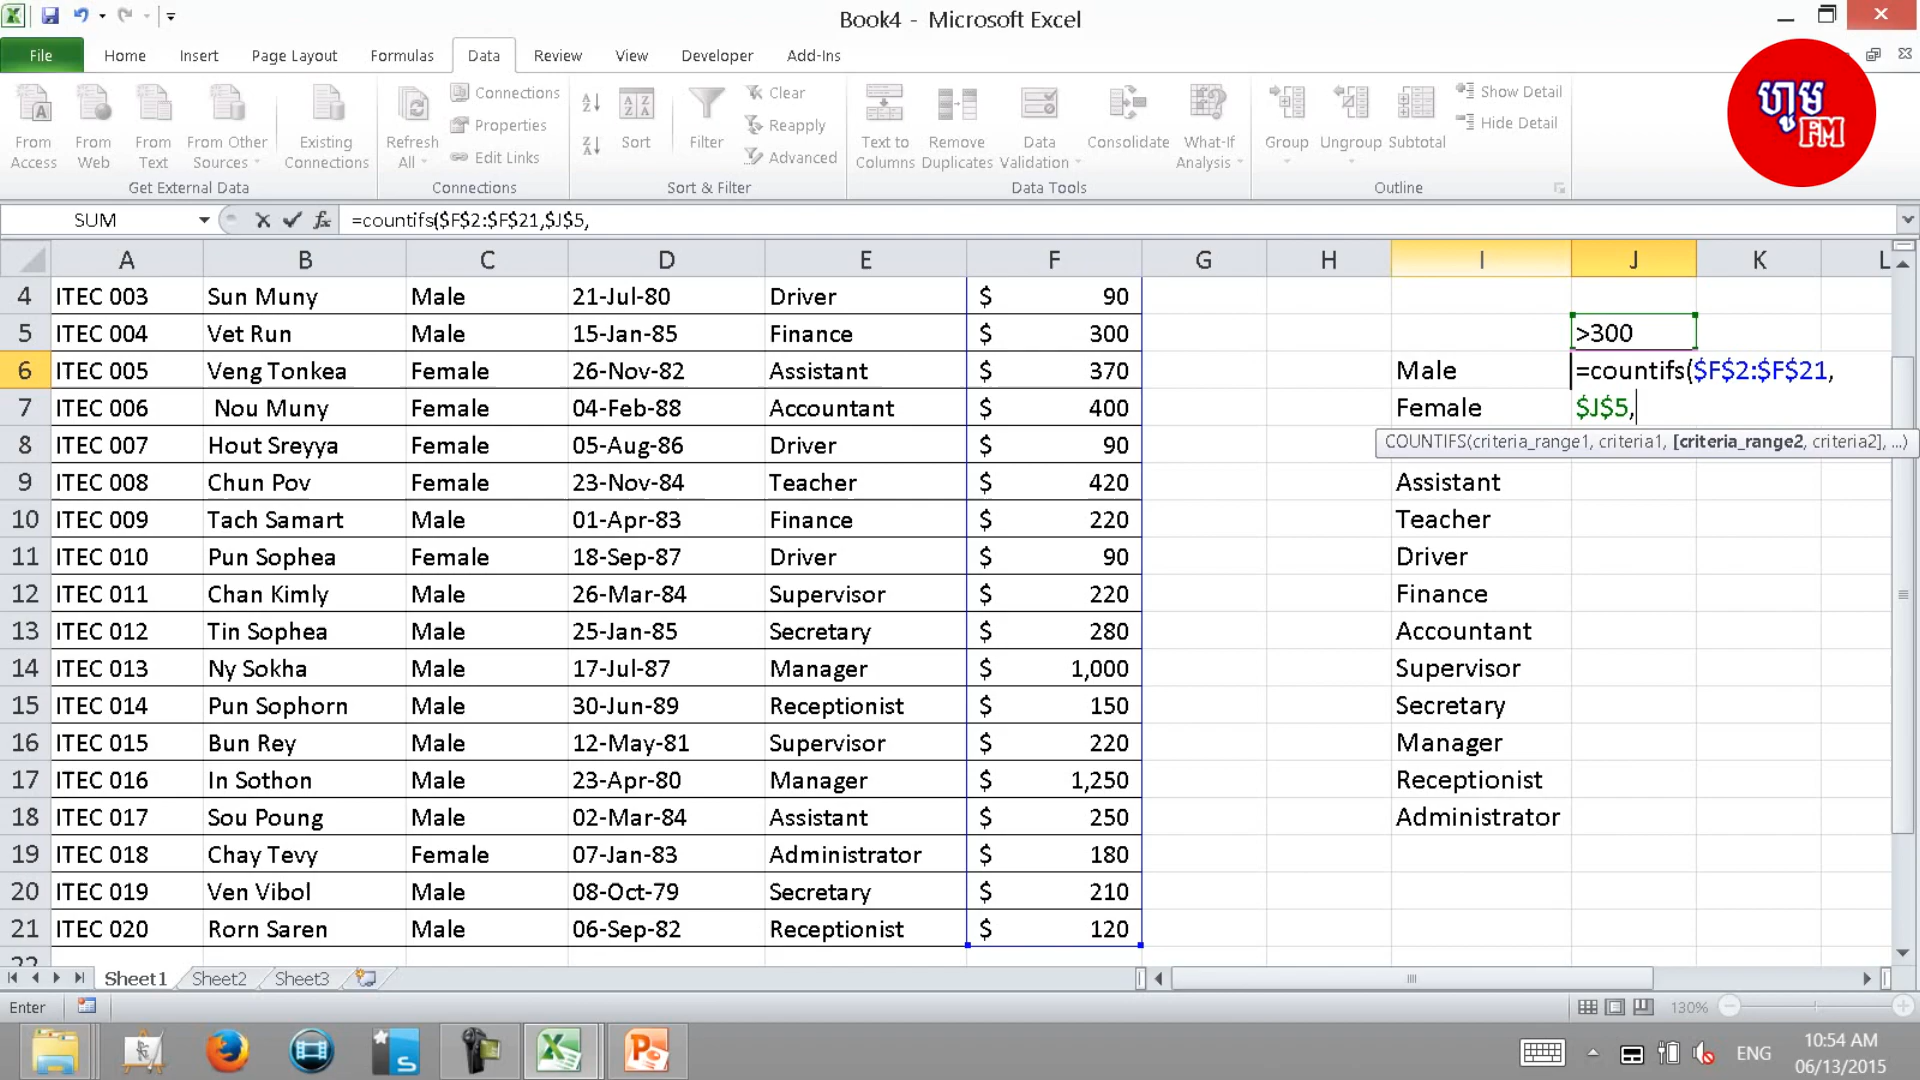 Book4 - Microsoft Excel
File Home Insert Page Layout Formulas Data Review View Developer Add-Ins
ហ្វូម
FM
From Access
From Web
From Text
From Other Sources
Existing Connections
Get External Data
Refresh All
Connections
Properties
Edit Links
Connections
Sort
Filter
Clear
Reapply
Advanced
Sort & Filter
Text to Columns
Remove Duplicates
Data Validation
Consolidate
What-If Analysis
Data Tools
Group
Ungroup
Subtotal
Show Detail
Hide Detail
Outline
SUM fx =countifs($F$2:$F$21,$J$5,
A B C D E F G H I J K L
4 ITEC 003 Sun Muny Male 21-Jul-80 Driver $ 90
5 ITEC 004 Vet Run Male 15-Jan-85 Finance $ 300 >300
6 ITEC 005 Veng Tonkea Female 26-Nov-82 Assistant $ 370 Male =countifs($F$2:$F$21,
7 ITEC 006 Nou Muny Female 04-Feb-88 Accountant $ 400 Female $J$5,
8 ITEC 007 Hout Sreyya Female 05-Aug-86 Driver $ 90 COUNTIFS(criteria_range1, criteria1, [criteria_range2, criteria2], ...)
9 ITEC 008 Chun Pov Female 23-Nov-84 Teacher $ 420 Assistant
10 ITEC 009 Tach Samart Male 01-Apr-83 Finance $ 220 Teacher
11 ITEC 010 Pun Sophea Female 18-Sep-87 Driver $ 90 Driver
12 ITEC 011 Chan Kimly Male 26-Mar-84 Supervisor $ 220 Finance
13 ITEC 012 Tin Sophea Male 25-Jan-85 Secretary $ 280 Accountant
14 ITEC 013 Ny Sokha Male 17-Jul-87 Manager $ 1,000 Supervisor
15 ITEC 014 Pun Sophorn Male 30-Jun-89 Receptionist $ 150 Secretary
16 ITEC 015 Bun Rey Male 12-May-81 Supervisor $ 220 Manager
17 ITEC 016 In Sothon Male 23-Apr-80 Manager $ 1,250 Receptionist
18 ITEC 017 Sou Poung Male 02-Mar-84 Assistant $ 250 Administrator
19 ITEC 018 Chay Tevy Female 07-Jan-83 Administrator $ 180
20 ITEC 019 Ven Vibol Male 08-Oct-79 Secretary $ 210
21 ITEC 020 Rorn Saren Male 06-Sep-82 Receptionist $ 120
22
Sheet1 Sheet2 Sheet3
Enter 130%
ENG 10:54 AM
06/13/2015